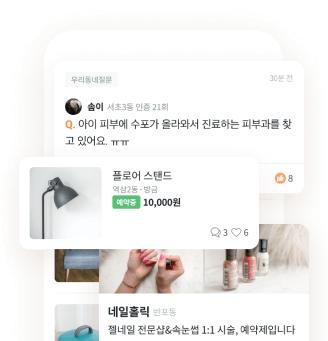 우리동네질문
30분 전
솜이 서초3동 인증 21회
Q. 아이 피부에 수포가 올라와서 진료하는 피부과를 찾
고 있어요. ㅠㅠ
8
플로어 스탠드
역삼2동 · 방금
예약중 10,000원
3 6
네일홀릭 반포동
젤네일 전문샵&속눈썹 1:1 시술, 예약제입니다